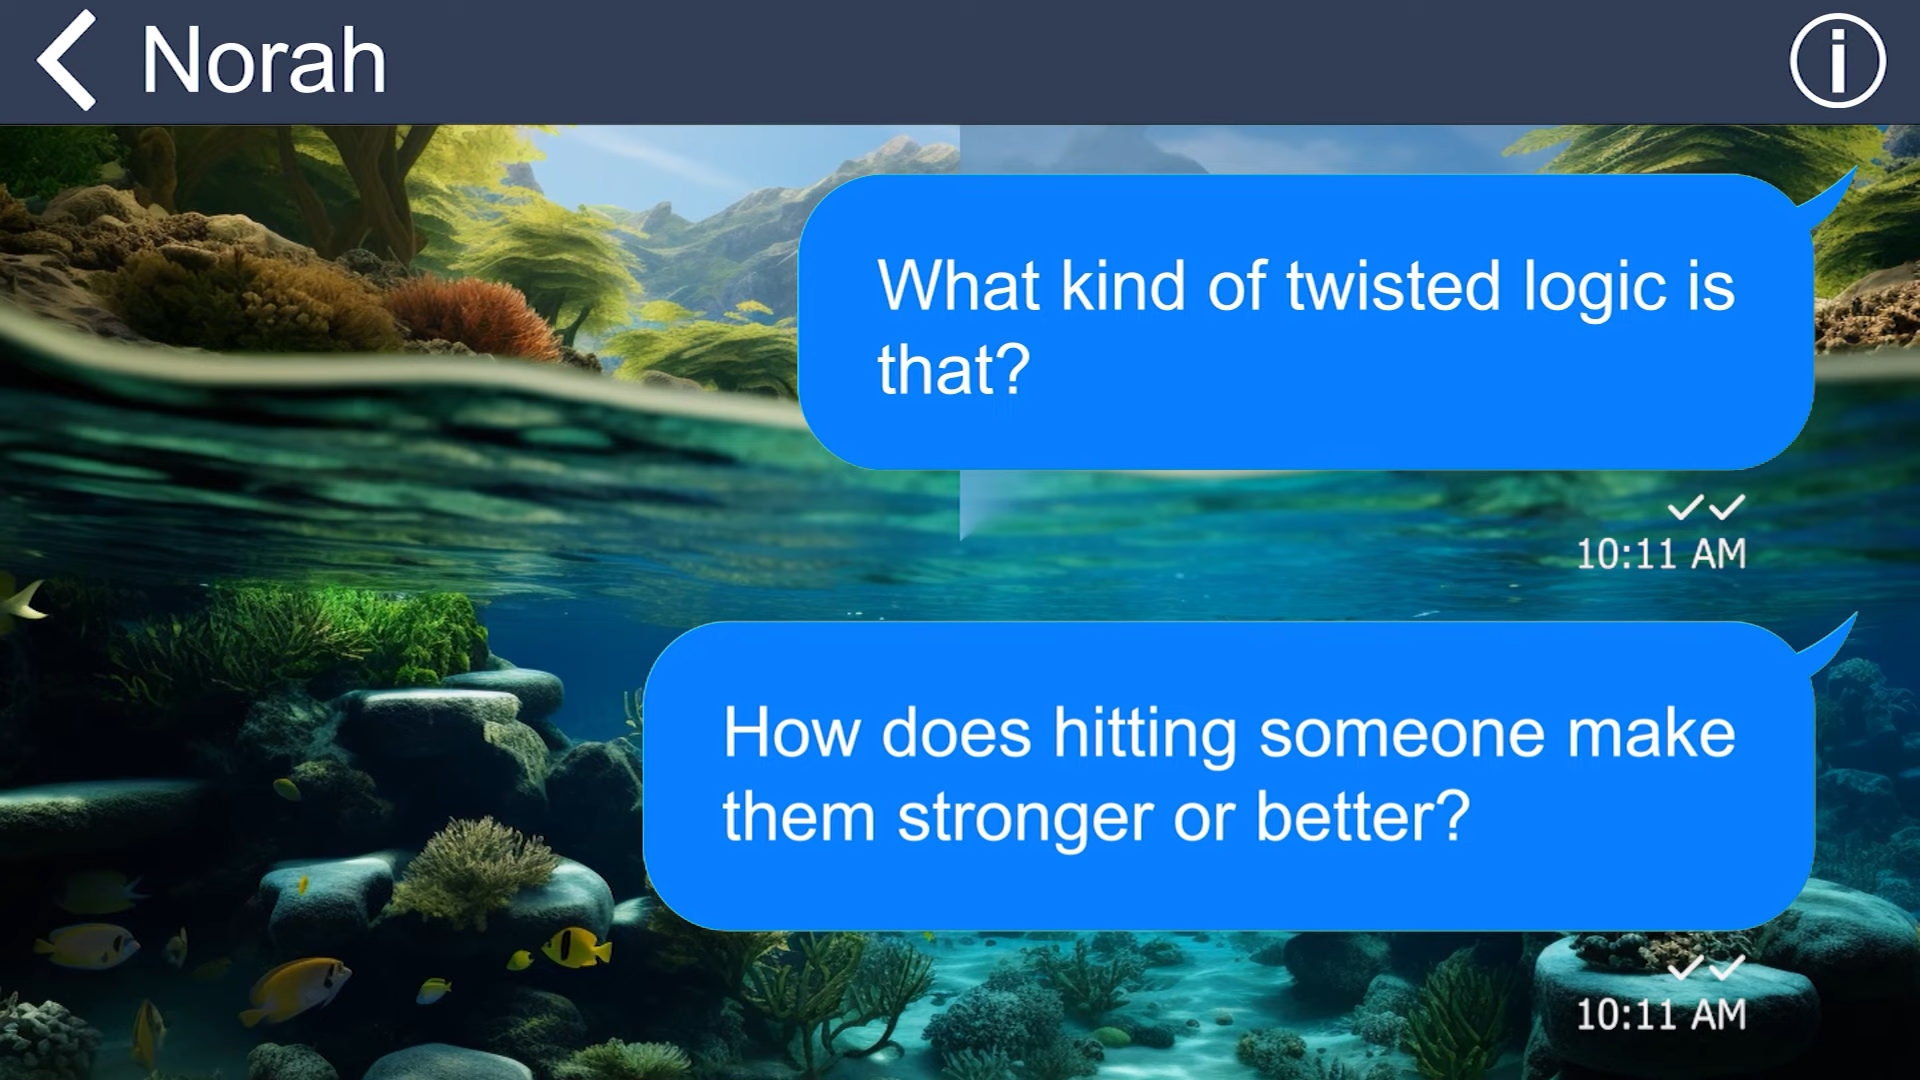 Norah
What kind of twisted logic is
that?
10:11 AM
How does hitting someone make
them stronger or better?
10:11 AM